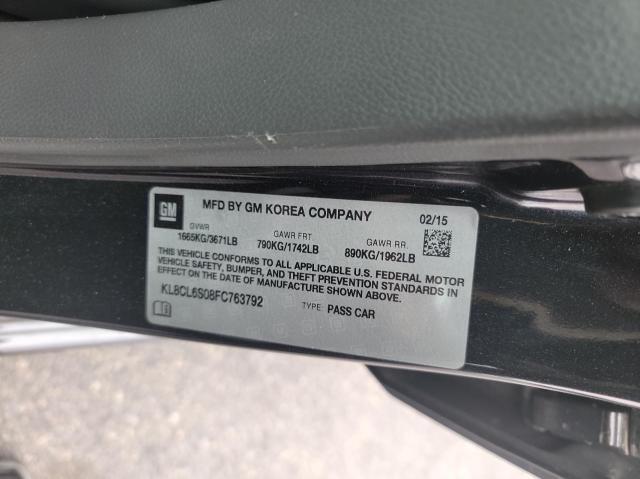 GM
MFD BY GM KOREA COMPANY 02/15
GVWR GAWR FRT GAWR RR.
1665KG/3671LB 790KG/1742LB 890KG/1962LB
THIS VEHICLE CONFORMS TO ALL APPLICABLE U.S. FEDERAL MOTOR
VEHICLE SAFETY, BUMPER, AND THEFT PREVENTION STANDARDS IN
EFFECT ON THE DATE OF MANUFACTURE SHOWN ABOVE.
KL8CL6S08FC763792 TYPE: PASS CAR